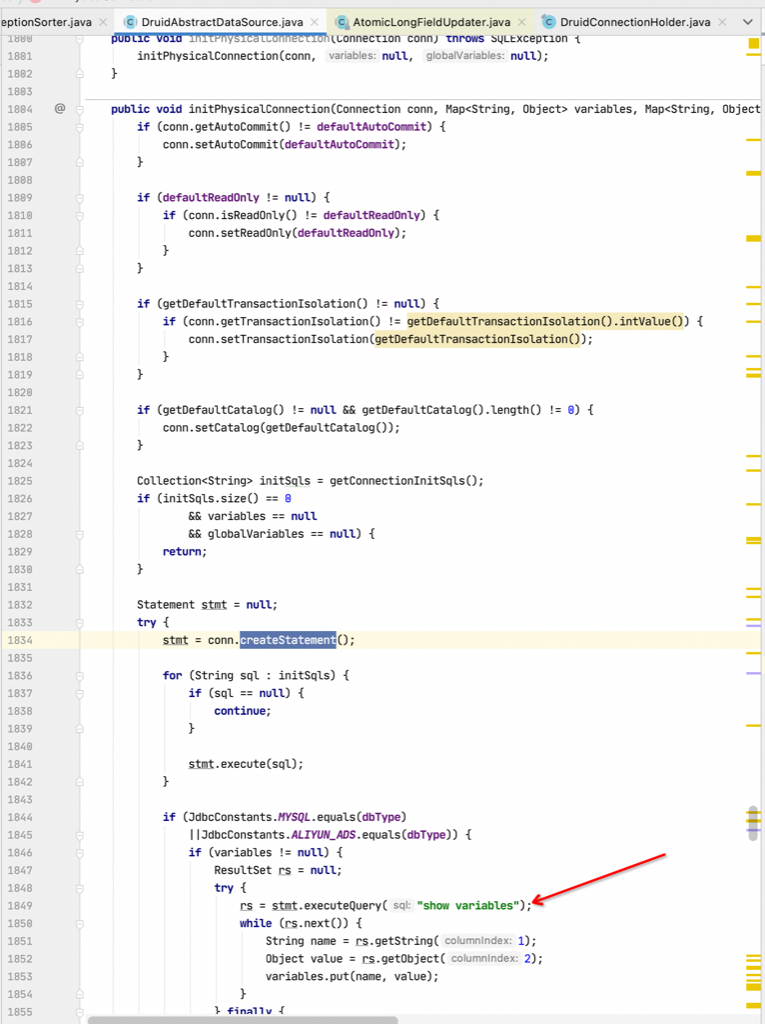 eptionSorter.java × DruidAbstractDataSource.java × AtomicLongFieldUpdater.java × DruidConnectionHolder.java ×
1800 public void initPhysicalConnection(Connection conn) throws SQLException {
1801 initPhysicalConnection(conn, variables: null, globalVariables: null);
1802 }
1803
1804 @ public void initPhysicalConnection(Connection conn, Map<String, Object> variables, Map<String, Object
1805 if (conn.getAutoCommit() != defaultAutoCommit) {
1806 conn.setAutoCommit(defaultAutoCommit);
1807 }
1808
1809 if (defaultReadOnly != null) {
1810 if (conn.isReadOnly() != defaultReadOnly) {
1811 conn.setReadOnly(defaultReadOnly);
1812 }
1813 }
1814
1815 if (getDefaultTransactionIsolation() != null) {
1816 if (conn.getTransactionIsolation() != getDefaultTransactionIsolation().intValue()) {
1817 conn.setTransactionIsolation(getDefaultTransactionIsolation());
1818 }
1819 }
1820
1821 if (getDefaultCatalog() != null && getDefaultCatalog().length() != 0) {
1822 conn.setCatalog(getDefaultCatalog());
1823 }
1824
1825 Collection<String> initSqls = getConnectionInitSqls();
1826 if (initSqls.size() == 0
1827 && variables == null
1828 && globalVariables == null) {
1829 return;
1830 }
1831
1832 Statement stmt = null;
1833 try {
1834 stmt = conn.createStatement();
1835
1836 for (String sql : initSqls) {
1837 if (sql == null) {
1838 continue;
1839 }
1840
1841 stmt.execute(sql);
1842 }
1843
1844 if (JdbcConstants.MYSQL.equals(dbType)
1845 ||JdbcConstants.ALIYUN_ADS.equals(dbType)) {
1846 if (variables != null) {
1847 ResultSet rs = null;
1848 try {
1849 rs = stmt.executeQuery( sql: "show variables");
1850 while (rs.next()) {
1851 String name = rs.getString( columnIndex: 1);
1852 Object value = rs.getObject( columnIndex: 2);
1853 variables.put(name, value);
1854 }
1855 } finally {